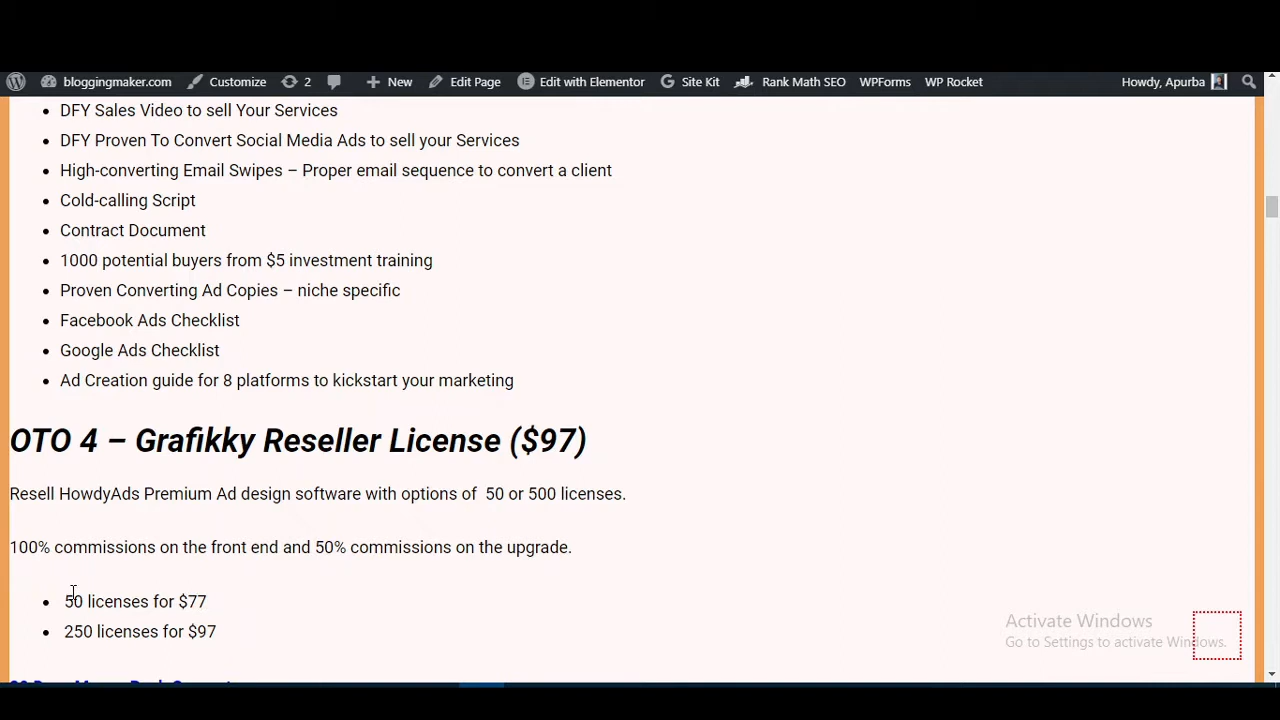 bloggingmaker.com Customize 2 New Edit Page Edit with Elementor Site Kit Rank Math SEO WPForms WP Rocket Howdy, Apurba
DFY Sales Video to sell Your Services
DFY Proven To Convert Social Media Ads to sell your Services
High-converting Email Swipes – Proper email sequence to convert a client
Cold-calling Script
Contract Document
1000 potential buyers from $5 investment training
Proven Converting Ad Copies – niche specific
Facebook Ads Checklist
Google Ads Checklist
Ad Creation guide for 8 platforms to kickstart your marketing
OTO 4 – Grafikky Reseller License ($97)
Resell HowdyAds Premium Ad design software with options of 50 or 500 licenses.
100% commissions on the front end and 50% commissions on the upgrade.
50 licenses for $77
250 licenses for $97
Activate Windows
Go to Settings to activate Windows.